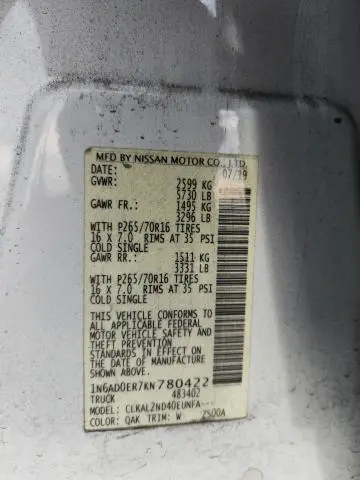 MFD BY NISSAN MOTOR CO., LTD.
DATE: 07/19
GVWR: 2599 KG
5730 LB
GAWR FR.: 1495 KG
3296 LB
WITH P265/70R16 TIRES
16 X 7.0 RIMS AT 35 PSI
COLD SINGLE
GAWR RR.: 1511 KG
3331 LB
WITH P265/70R16 TIRES
16 X 7.0 RIMS AT 35 PSI
COLD SINGLE
THIS VEHICLE CONFORMS TO ALL
APPLICABLE FEDERAL
MOTOR VEHICLE SAFETY
AND THEFT PREVENTION
STANDARDS IN EFFECT ON
THE DATE OF MANUFACTURE
SHOWN ABOVE.
1N6AD0ER7KN780422
TRUCK 483402
MODEL: CLKAL2ND40EUNFA---
COLOR: QAK TRIM: W ZS00A